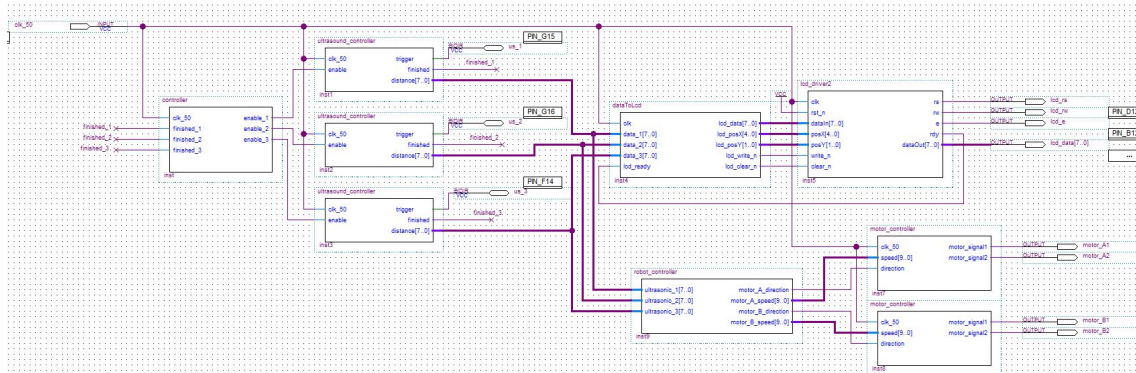 clk_50
INPUT
VCC
controller
clk_50
finished_1
finished_2
finished_3
enable_1
enable_2
enable_3
inst
finished_1
finished_2
finished_3
ultrasound_controller
clk_50
enable
trigger
finished
distance[7..0]
inst1
VCC
us_1
PIN_G15
finished_1
ultrasound_controller
clk_50
enable
trigger
finished
distance[7..0]
inst2
VCC
us_2
PIN_G16
finished_2
ultrasound_controller
clk_50
enable
trigger
finished
distance[7..0]
inst3
VCC
us_3
PIN_F14
finished_3
dataToLcd
clk
data_1[7..0]
data_2[7..0]
data_3[7..0]
lcd_ready
lcd_data[7..0]
lcd_posX[4..0]
lcd_posY[1..0]
lcd_write_n
lcd_clear_n
inst4
VCC
lcd_driver2
clk
rst_n
dataIn[7..0]
posX[4..0]
posY[1..0]
write_n
clear_n
rs
rw
e
rdy
dataOut[7..0]
inst5
OUTPUT
lcd_rs
OUTPUT
lcd_rw
OUTPUT
lcd_e
OUTPUT
lcd_data[7..0]
...
robot_controller
ultrasonic_1[7..0]
ultrasonic_2[7..0]
ultrasonic_3[7..0]
motor_A_direction
motor_A_speed[9..0]
motor_B_direction
motor_B_speed[9..0]
inst9
motor_controller
clk_50
speed[9..0]
direction
motor_signal1
motor_signal2
inst7
OUTPUT
motor_A1
OUTPUT
motor_A2
motor_controller
clk_50
speed[9..0]
direction
motor_signal1
motor_signal2
inst8
OUTPUT
motor_B1
OUTPUT
motor_B2